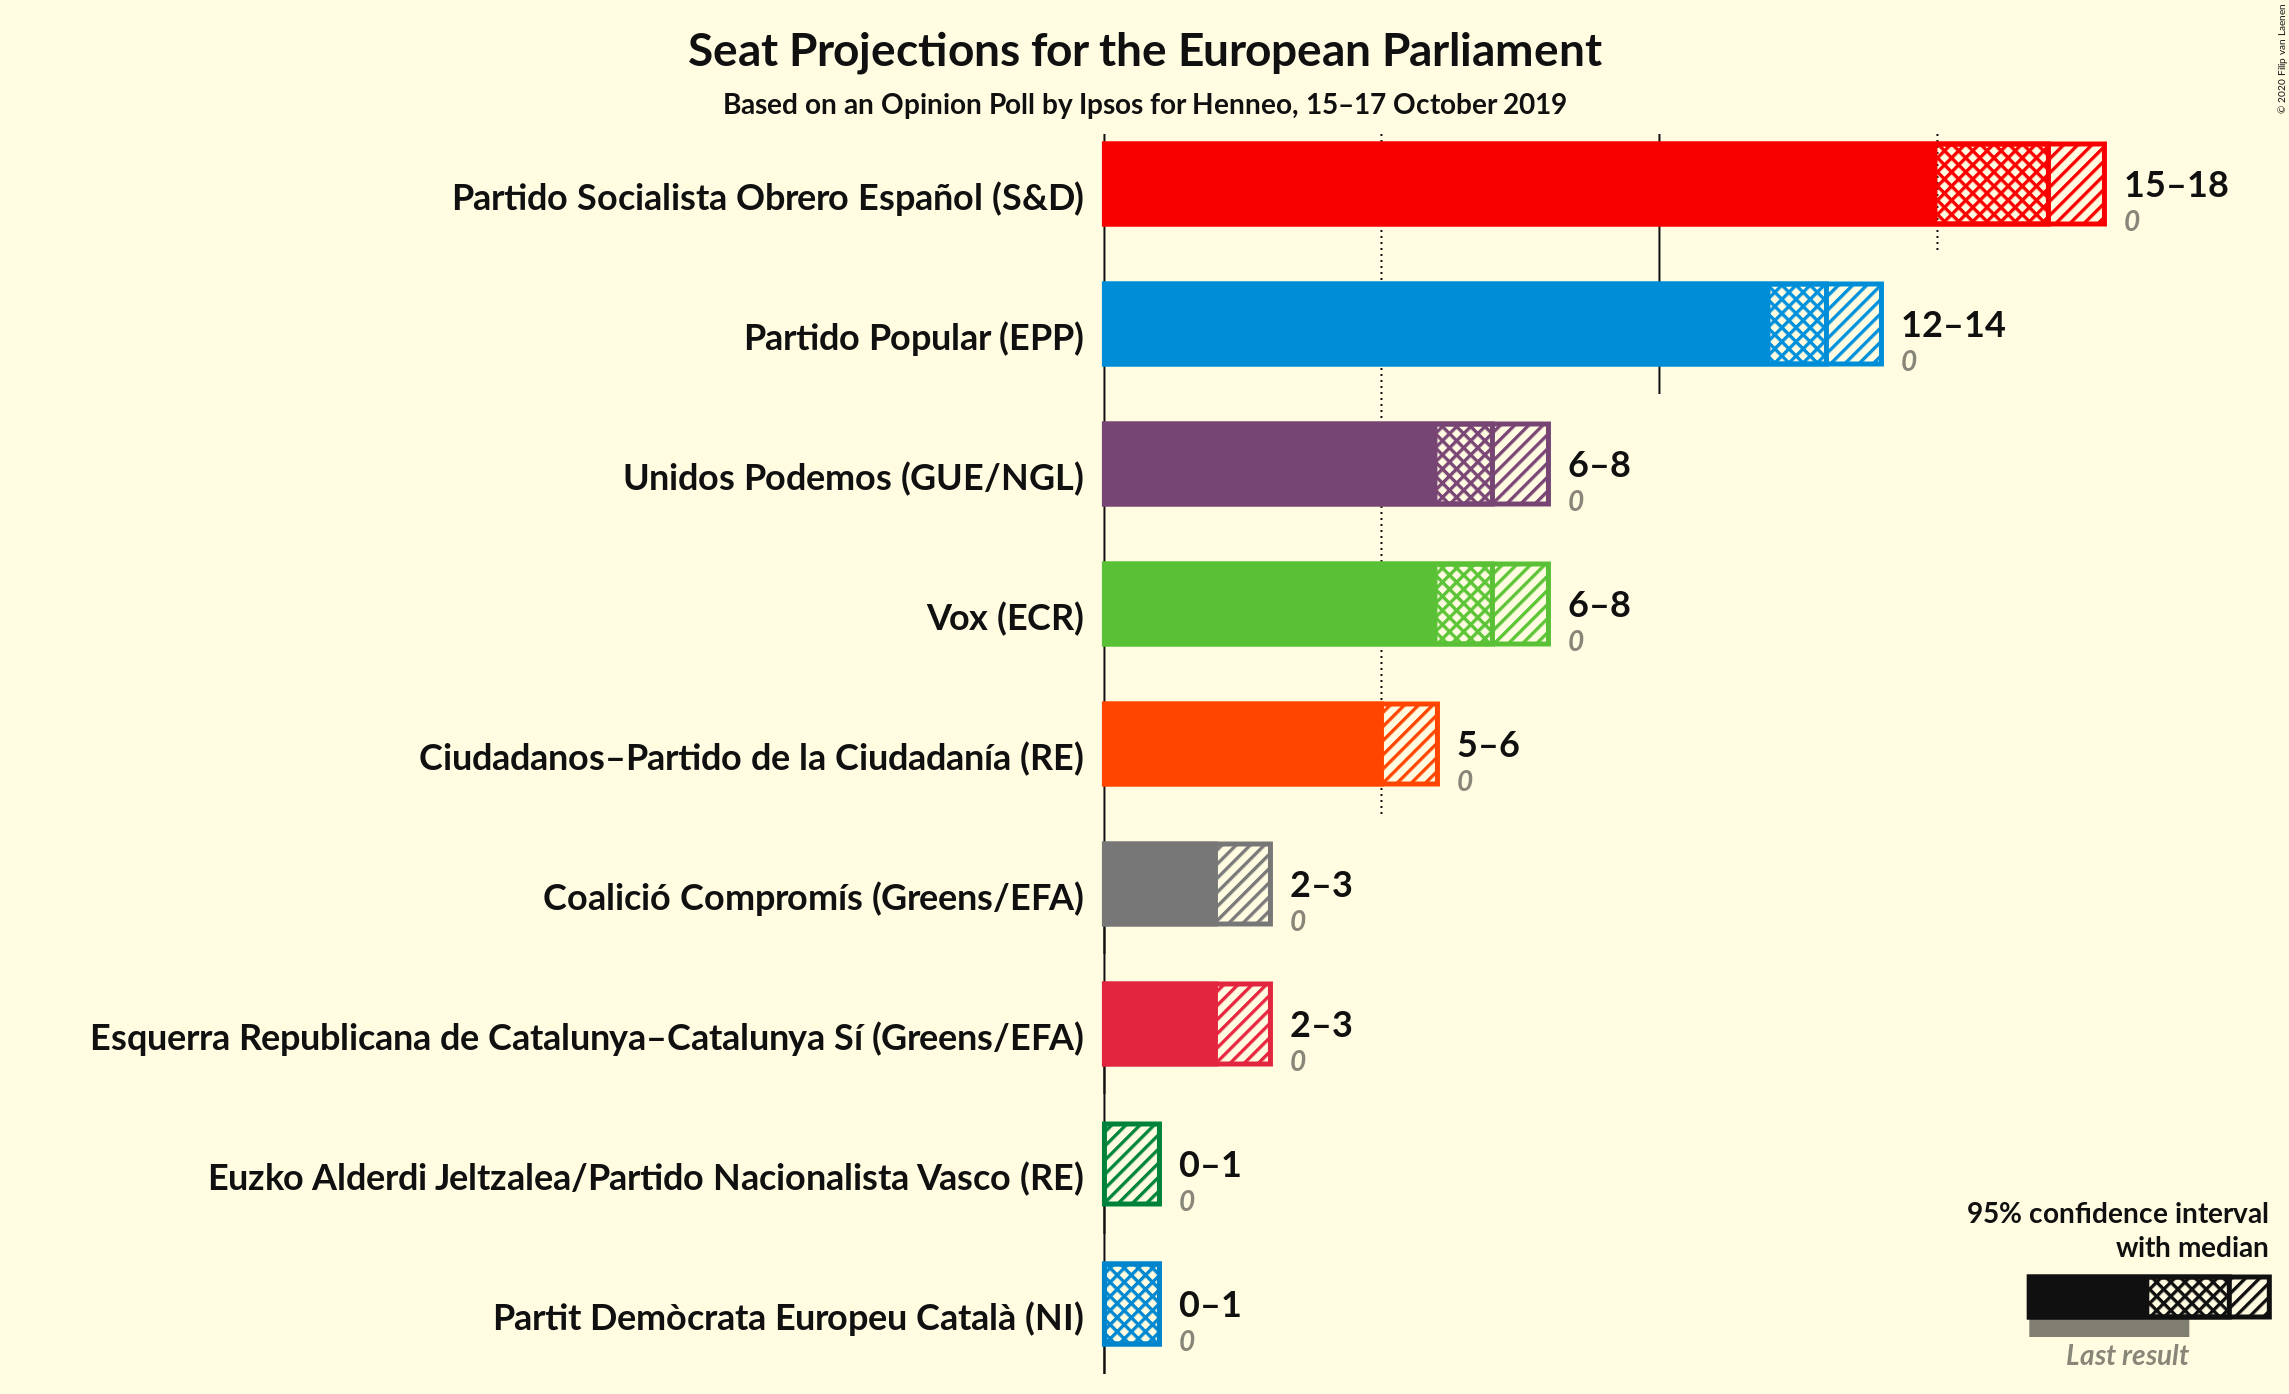 Seat Projections for the European Parliament
Based on an Opinion Poll by Ipsos for Henneo, 15–17 October 2019
© 2020 Filip van Laenen
Partido Socialista Obrero Español (S&D)
15–18
0
Partido Popular (EPP)
12–14
0
Unidos Podemos (GUE/NGL)
6–8
0
Vox (ECR)
6–8
0
Ciudadanos–Partido de la Ciudadanía (RE)
5–6
0
Coalició Compromís (Greens/EFA)
2–3
0
Esquerra Republicana de Catalunya–Catalunya Sí (Greens/EFA)
2–3
0
Euzko Alderdi Jeltzalea/Partido Nacionalista Vasco (RE)
0–1
0
Partit Demòcrata Europeu Català (NI)
0–1
0
95% confidence interval
with median
Last result